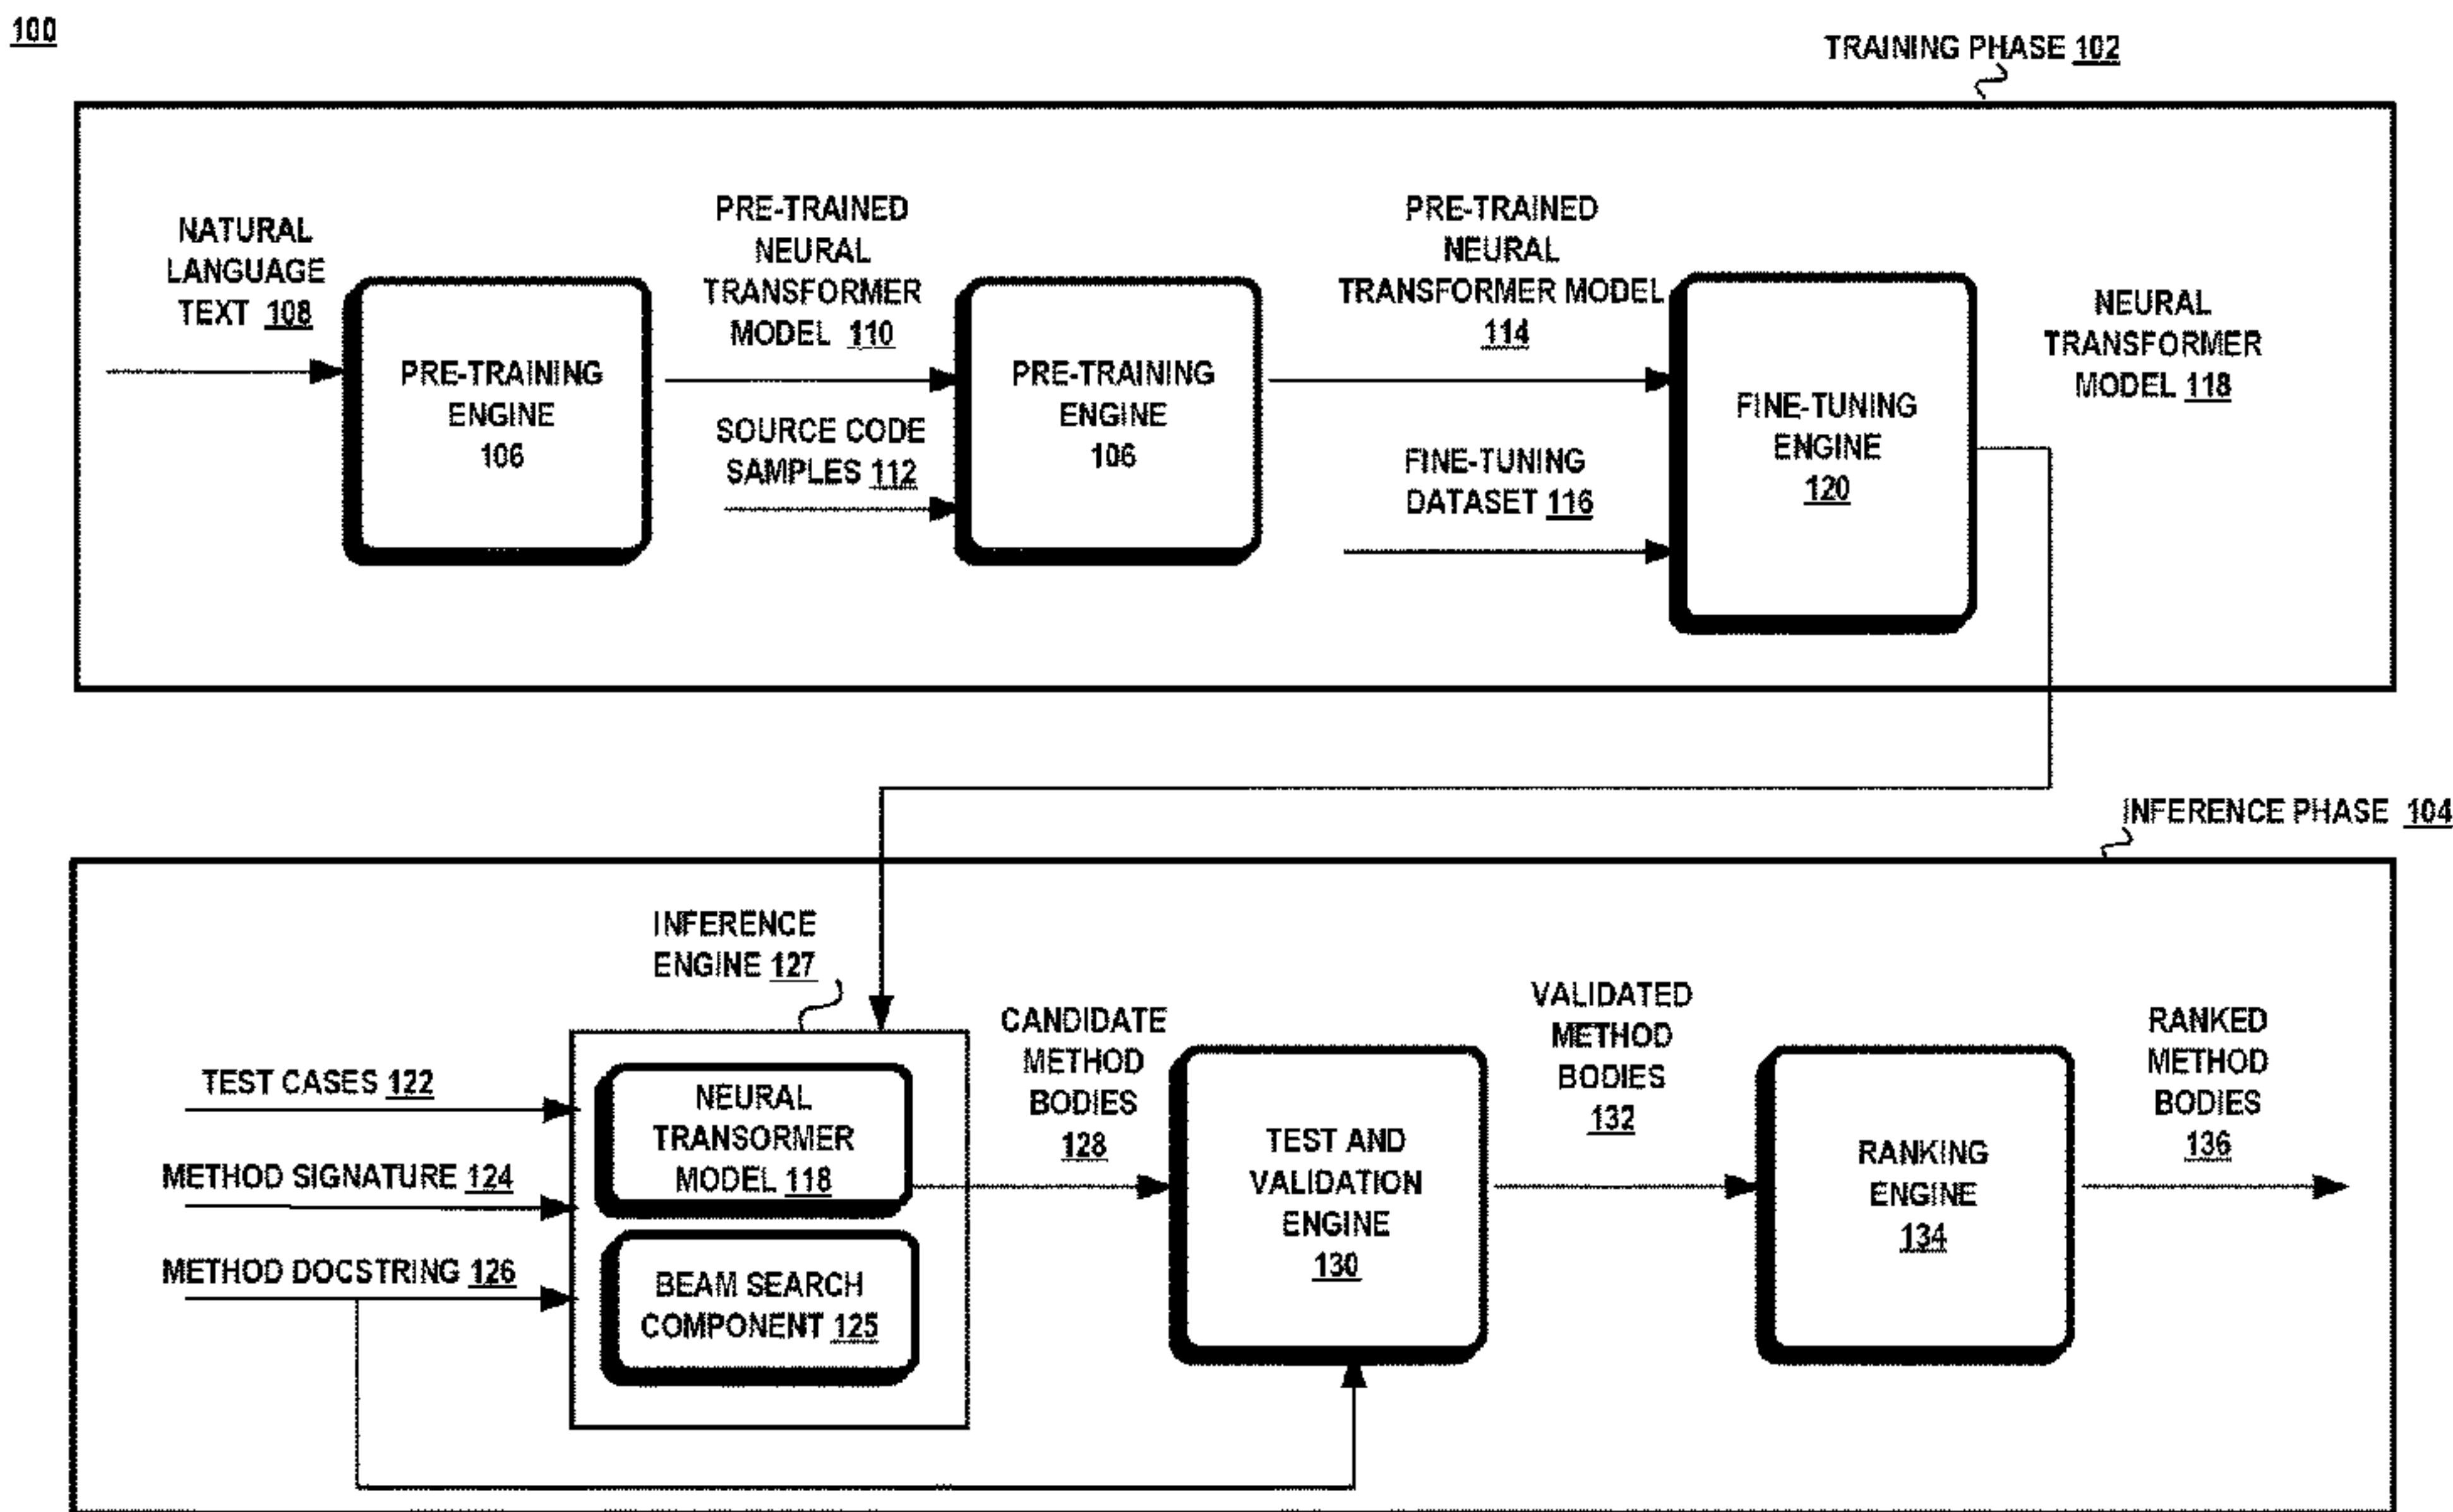 100
TRAINING PHASE 102
NATURAL
LANGUAGE
TEXT 108
PRE-TRAINING
ENGINE
106
PRE-TRAINED
NEURAL
TRANSFORMER
MODEL 110
SOURCE CODE
SAMPLES 112
PRE-TRAINING
ENGINE
106
PRE-TRAINED
NEURAL
TRANSFORMER MODEL
114
FINE-TUNING
DATASET 116
FINE-TUNING
ENGINE
120
NEURAL
TRANSFORMER
MODEL 118
INFERENCE PHASE 104
INFERENCE
ENGINE 127
TEST CASES 122
METHOD SIGNATURE 124
METHOD DOCSTRING 126
NEURAL
TRANSORMER
MODEL 118
BEAM SEARCH
COMPONENT 125
CANDIDATE
METHOD
BODIES
128
TEST AND
VALIDATION
ENGINE
130
VALIDATED
METHOD
BODIES
132
RANKING
ENGINE
134
RANKED
METHOD
BODIES
136